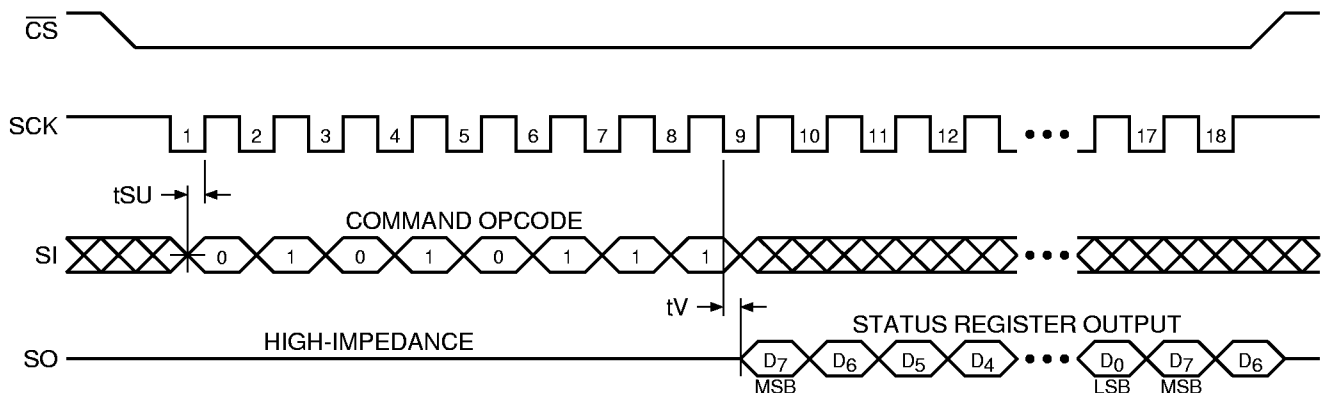 CS
SCK
1 2 3 4 5 6 7 8 9 10 11 12 17 18
tSU
COMMAND OPCODE
SI
0 1 0 1 0 1 1 1
tV
HIGH-IMPEDANCE
STATUS REGISTER OUTPUT
SO
D7 D6 D5 D4 D0 D7 D6
MSB LSB MSB